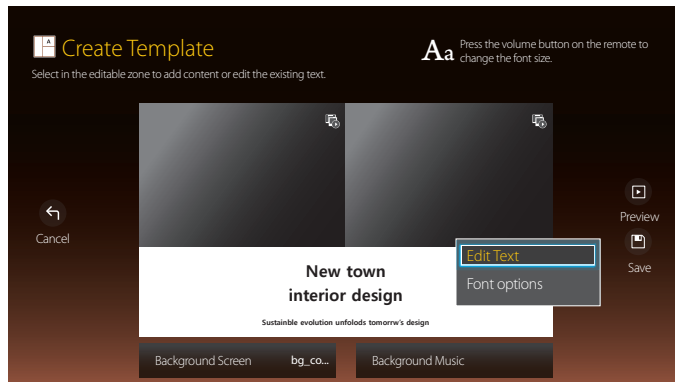 Create Template
Select in the editable zone to add content or edit the existing text.
A
Aa
Press the volume button on the remote to
change the font size.
Cancel
New town
interior design
Sustainble evolution unfolods tomorrw's design
Edit Text
Font options
Preview
Save
Background Screen bg_co...
Background Music